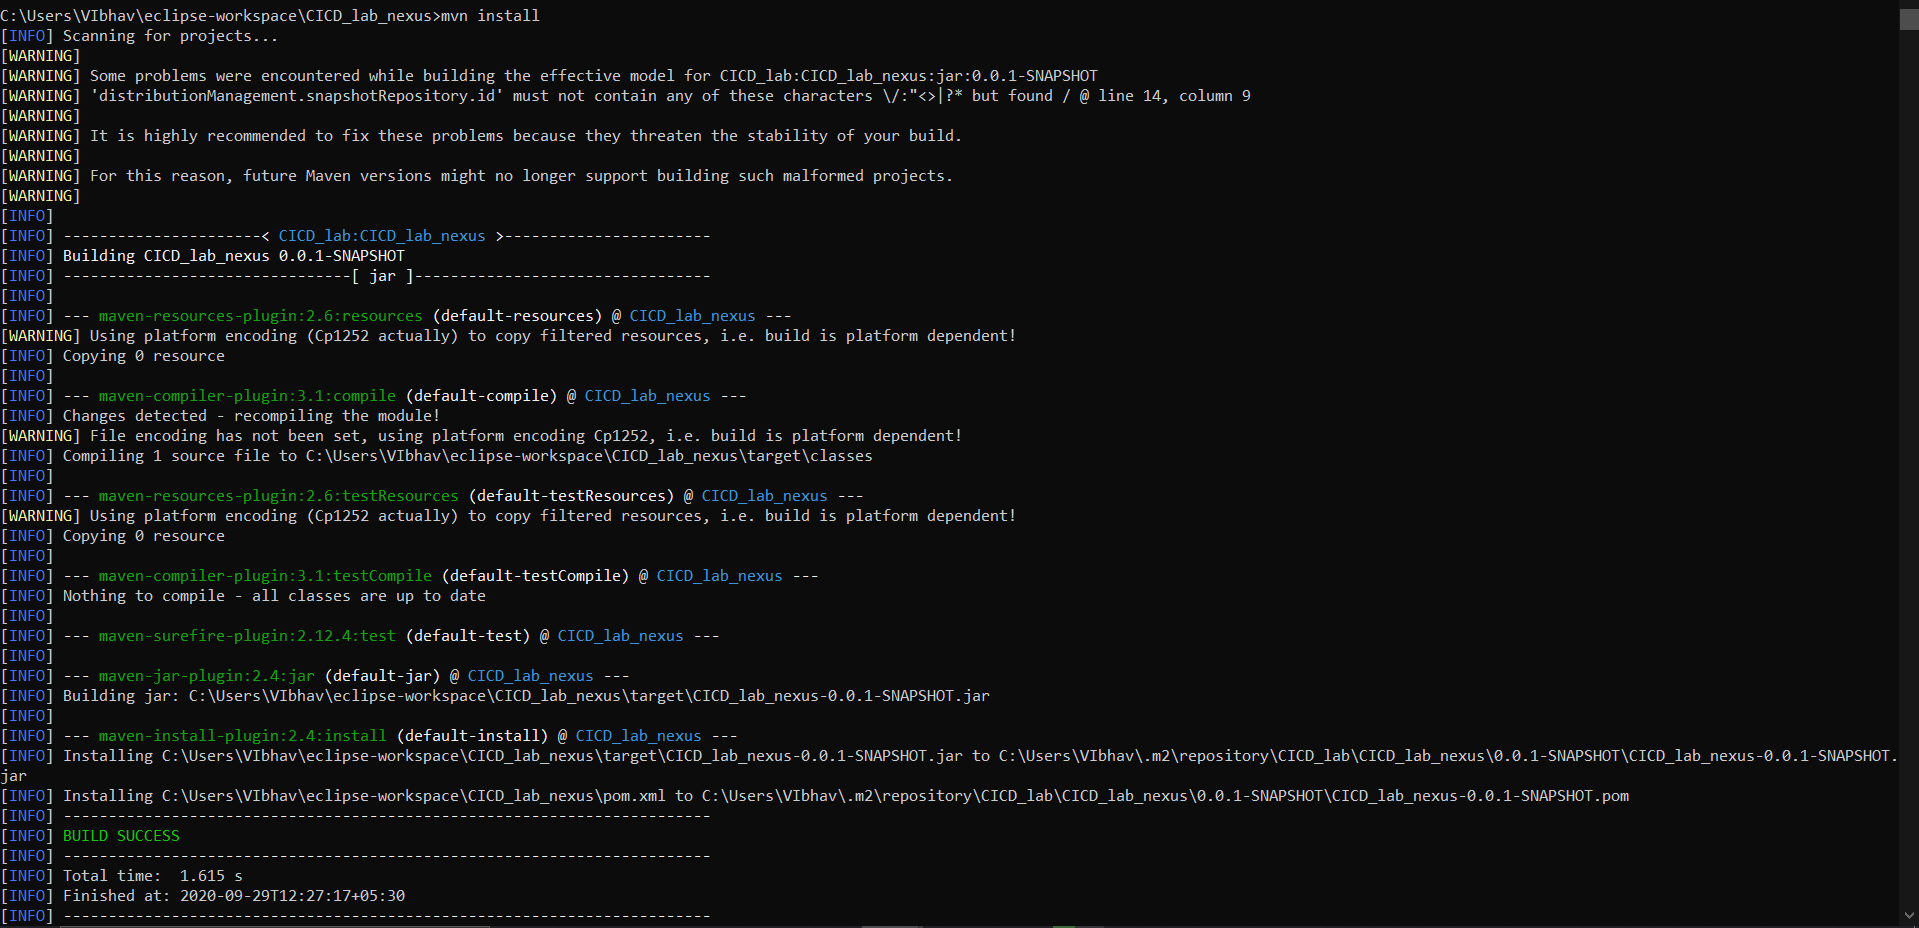 C:\Users\VIbhav\eclipse-workspace\CICD_lab_nexus>mvn install
[INFO] Scanning for projects...
[WARNING]
[WARNING] Some problems were encountered while building the effective model for CICD_lab:CICD_lab_nexus:jar:0.0.1-SNAPSHOT
[WARNING] 'distributionManagement.snapshotRepository.id' must not contain any of these characters \/:"<>|?* but found / @ line 14, column 9
[WARNING]
[WARNING] It is highly recommended to fix these problems because they threaten the stability of your build.
[WARNING]
[WARNING] For this reason, future Maven versions might no longer support building such malformed projects.
[WARNING]
[INFO]
[INFO] ----------------------< CICD_lab:CICD_lab_nexus >-----------------------
[INFO] Building CICD_lab_nexus 0.0.1-SNAPSHOT
[INFO] --------------------------------[ jar ]---------------------------------
[INFO]
[INFO] --- maven-resources-plugin:2.6:resources (default-resources) @ CICD_lab_nexus ---
[WARNING] Using platform encoding (Cp1252 actually) to copy filtered resources, i.e. build is platform dependent!
[INFO] Copying 0 resource
[INFO]
[INFO] --- maven-compiler-plugin:3.1:compile (default-compile) @ CICD_lab_nexus ---
[INFO] Changes detected - recompiling the module!
[WARNING] File encoding has not been set, using platform encoding Cp1252, i.e. build is platform dependent!
[INFO] Compiling 1 source file to C:\Users\VIbhav\eclipse-workspace\CICD_lab_nexus\target\classes
[INFO]
[INFO] --- maven-resources-plugin:2.6:testResources (default-testResources) @ CICD_lab_nexus ---
[WARNING] Using platform encoding (Cp1252 actually) to copy filtered resources, i.e. build is platform dependent!
[INFO] Copying 0 resource
[INFO]
[INFO] --- maven-compiler-plugin:3.1:testCompile (default-testCompile) @ CICD_lab_nexus ---
[INFO] Nothing to compile - all classes are up to date
[INFO]
[INFO] --- maven-surefire-plugin:2.12.4:test (default-test) @ CICD_lab_nexus ---
[INFO]
[INFO] --- maven-jar-plugin:2.4:jar (default-jar) @ CICD_lab_nexus ---
[INFO] Building jar: C:\Users\VIbhav\eclipse-workspace\CICD_lab_nexus\target\CICD_lab_nexus-0.0.1-SNAPSHOT.jar
[INFO]
[INFO] --- maven-install-plugin:2.4:install (default-install) @ CICD_lab_nexus ---
[INFO] Installing C:\Users\VIbhav\eclipse-workspace\CICD_lab_nexus\target\CICD_lab_nexus-0.0.1-SNAPSHOT.jar to C:\Users\VIbhav\.m2\repository\CICD_lab\CICD_lab_nexus\0.0.1-SNAPSHOT\CICD_lab_nexus-0.0.1-SNAPSHOT.
jar
[INFO] Installing C:\Users\VIbhav\eclipse-workspace\CICD_lab_nexus\pom.xml to C:\Users\VIbhav\.m2\repository\CICD_lab\CICD_lab_nexus\0.0.1-SNAPSHOT\CICD_lab_nexus-0.0.1-SNAPSHOT.pom
[INFO] ------------------------------------------------------------------------
[INFO] BUILD SUCCESS
[INFO] ------------------------------------------------------------------------
[INFO] Total time:  1.615 s
[INFO] Finished at: 2020-09-29T12:27:17+05:30
[INFO] ------------------------------------------------------------------------